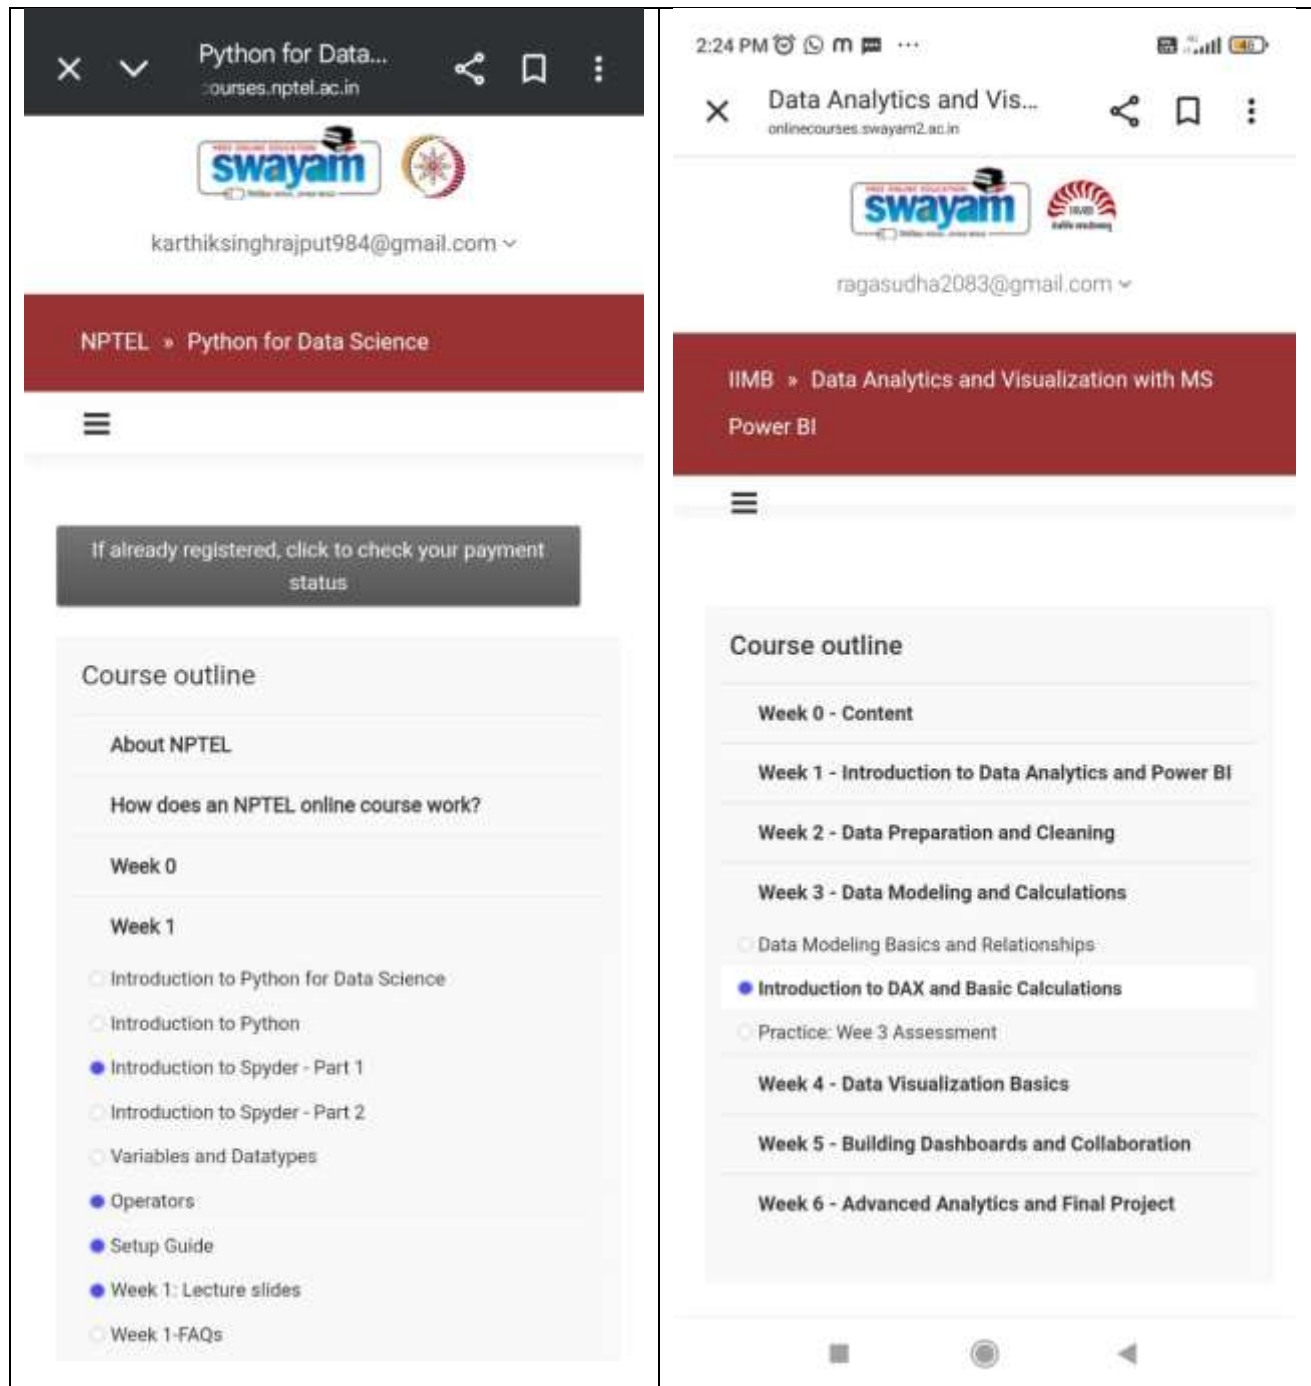 Python for Data...
courses.nptel.ac.in
FREE ONLINE EDUCATION
swayam
karthiksinghrajput984@gmail.com
NPTEL » Python for Data Science
If already registered, click to check your payment
status
Course outline
About NPTEL
How does an NPTEL online course work?
Week 0
Week 1
Introduction to Python for Data Science
Introduction to Python
Introduction to Spyder - Part 1
Introduction to Spyder - Part 2
Variables and Datatypes
Operators
Setup Guide
Week 1: Lecture slides
Week 1-FAQs
2:24 PM
Data Analytics and Vis...
onlinecourses.swayam2.ac.in
FREE ONLINE EDUCATION
swayam
IIMB
ragasudha2083@gmail.com
IIMB » Data Analytics and Visualization with MS
Power BI
Course outline
Week 0 - Content
Week 1 - Introduction to Data Analytics and Power BI
Week 2 - Data Preparation and Cleaning
Week 3 - Data Modeling and Calculations
Data Modeling Basics and Relationships
Introduction to DAX and Basic Calculations
Practice: Wee 3 Assessment
Week 4 - Data Visualization Basics
Week 5 - Building Dashboards and Collaboration
Week 6 - Advanced Analytics and Final Project